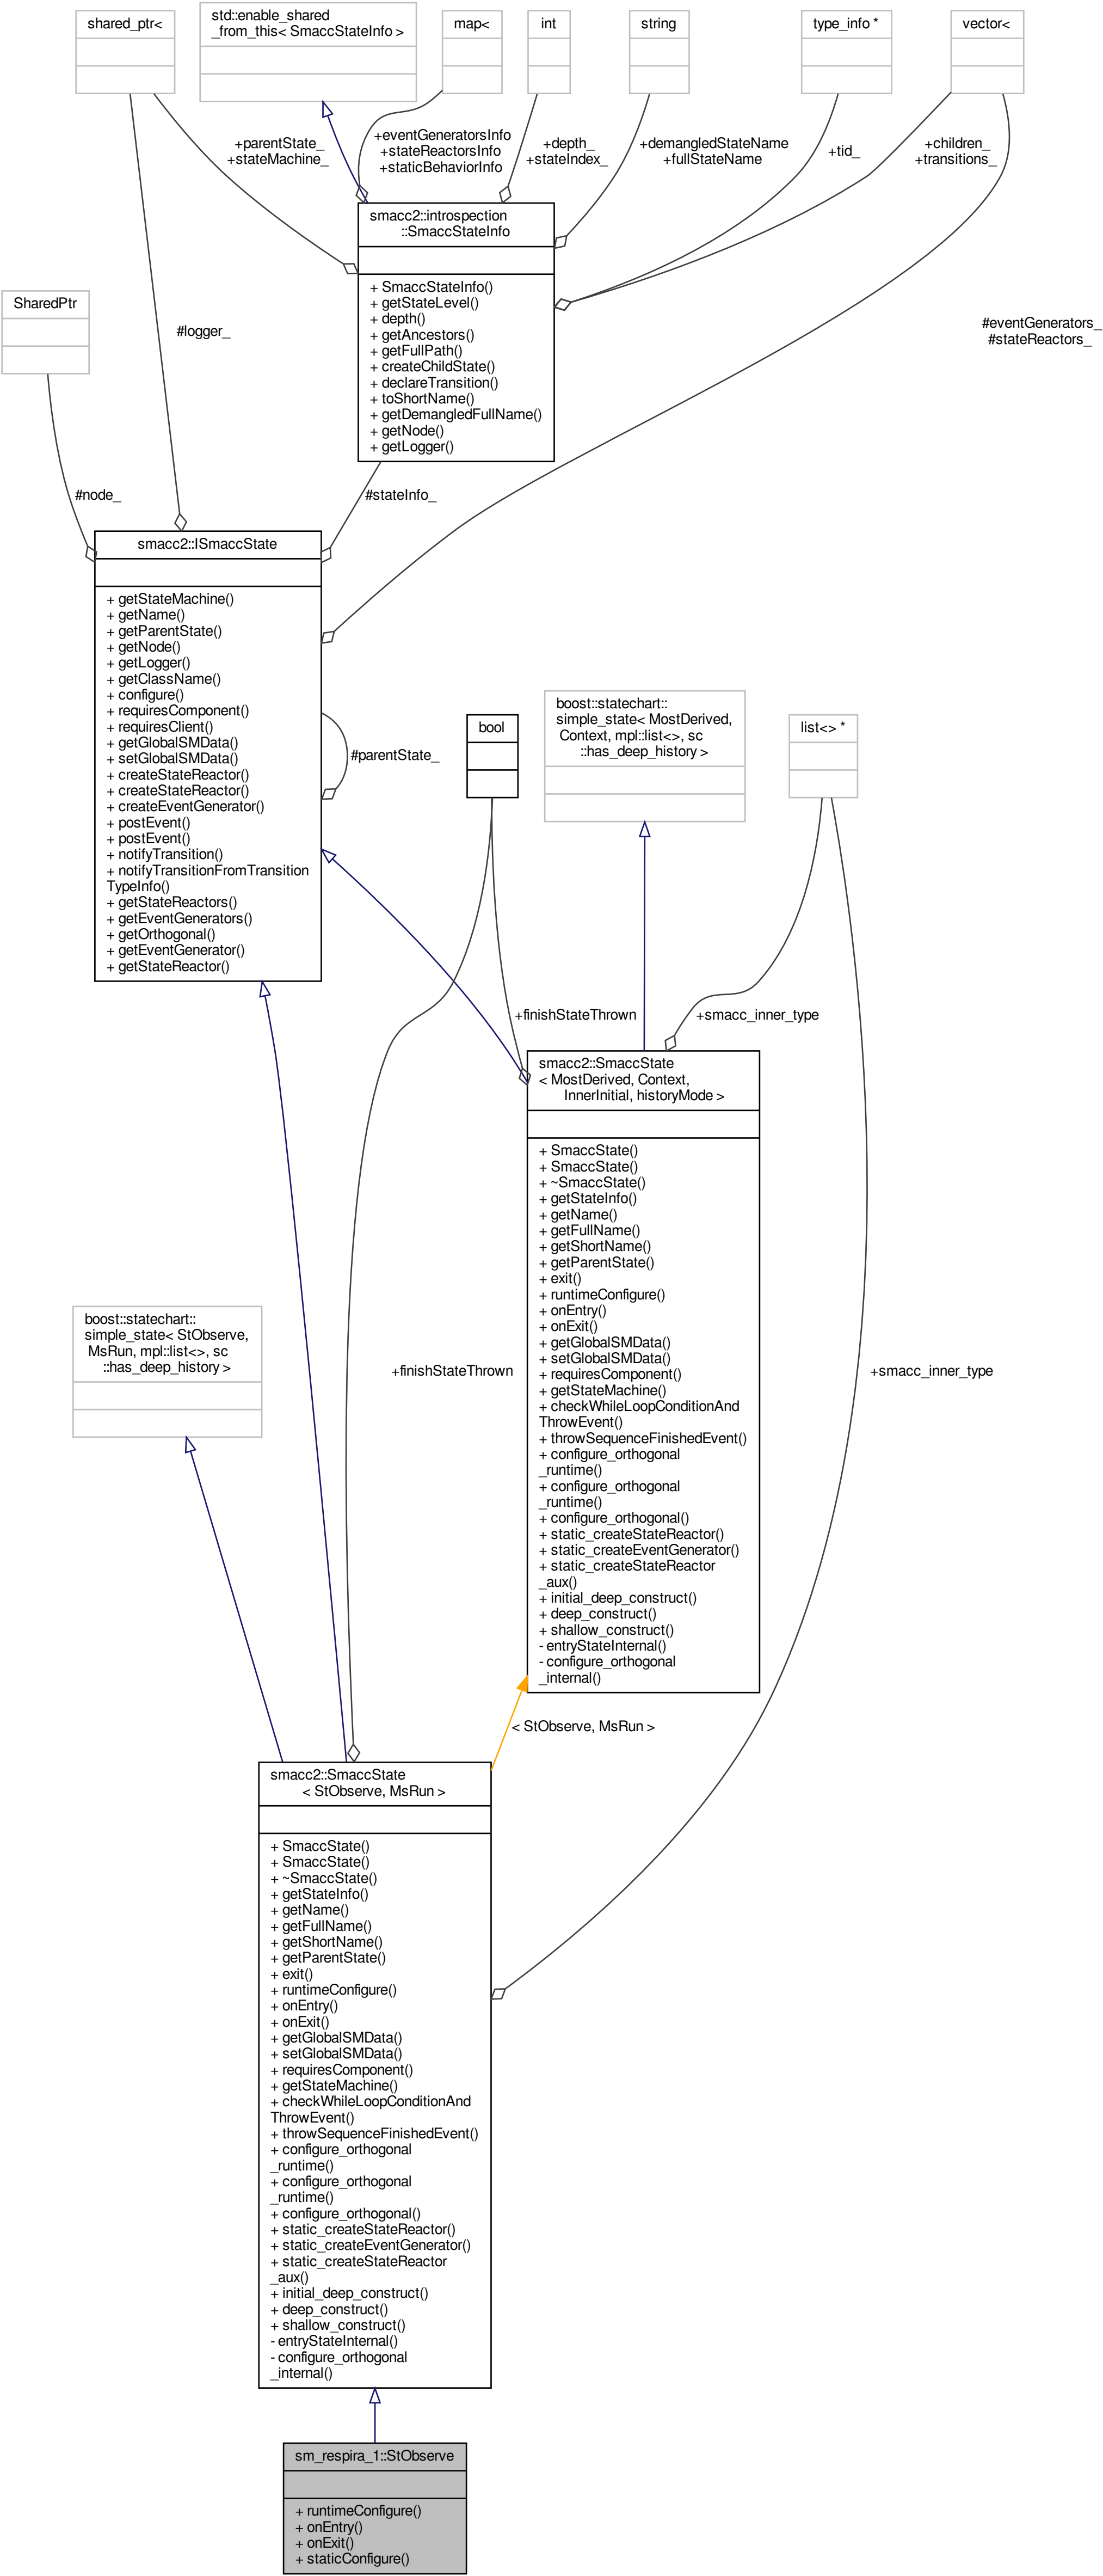 shared_ptr<
std::enable_shared
_from_this< SmaccStateInfo >
map<
int
string
type_info *
vector<
+parentState_
+stateMachine_
+eventGeneratorsInfo
+stateReactorsInfo
+staticBehaviorInfo
+depth_
+stateIndex_
+demangledStateName
+fullStateName
+tid_
+children_
+transitions_
smacc2::introspection
::SmaccStateInfo
+ SmaccStateInfo()
+ getStateLevel()
+ depth()
+ getAncestors()
+ getFullPath()
+ createChildState()
+ declareTransition()
+ toShortName()
+ getDemangledFullName()
+ getNode()
+ getLogger()
SharedPtr
#logger_
#eventGenerators_
#stateReactors_
#node_
#stateInfo_
smacc2::ISmaccState
+ getStateMachine()
+ getName()
+ getParentState()
+ getNode()
+ getLogger()
+ getClassName()
+ configure()
+ requiresComponent()
+ requiresClient()
+ getGlobalSMData()
+ setGlobalSMData()
+ createStateReactor()
+ createStateReactor()
+ createEventGenerator()
+ postEvent()
+ postEvent()
+ notifyTransition()
+ notifyTransitionFromTransition
TypeInfo()
+ getStateReactors()
+ getEventGenerators()
+ getOrthogonal()
+ getEventGenerator()
+ getStateReactor()
#parentState_
bool
boost::statechart::
simple_state< MostDerived,
Context, mpl::list<>, sc
::has_deep_history >
list<> *
+finishStateThrown
+smacc_inner_type
smacc2::SmaccState
< MostDerived, Context,
InnerInitial, historyMode >
+ SmaccState()
+ SmaccState()
+ ~SmaccState()
+ getStateInfo()
+ getName()
+ getFullName()
+ getShortName()
+ getParentState()
+ exit()
+ runtimeConfigure()
+ onEntry()
+ onExit()
+ getGlobalSMData()
+ setGlobalSMData()
+ requiresComponent()
+ getStateMachine()
+ checkWhileLoopConditionAnd
ThrowEvent()
+ throwSequenceFinishedEvent()
+ configure_orthogonal
_runtime()
+ configure_orthogonal
_runtime()
+ configure_orthogonal()
+ static_createStateReactor()
+ static_createEventGenerator()
+ static_createStateReactor
_aux()
+ initial_deep_construct()
+ deep_construct()
+ shallow_construct()
- entryStateInternal()
- configure_orthogonal
_internal()
boost::statechart::
simple_state< StObserve,
MsRun, mpl::list<>, sc
::has_deep_history >
+finishStateThrown
+smacc_inner_type
< StObserve, MsRun >
smacc2::SmaccState
< StObserve, MsRun >
+ SmaccState()
+ SmaccState()
+ ~SmaccState()
+ getStateInfo()
+ getName()
+ getFullName()
+ getShortName()
+ getParentState()
+ exit()
+ runtimeConfigure()
+ onEntry()
+ onExit()
+ getGlobalSMData()
+ setGlobalSMData()
+ requiresComponent()
+ getStateMachine()
+ checkWhileLoopConditionAnd
ThrowEvent()
+ throwSequenceFinishedEvent()
+ configure_orthogonal
_runtime()
+ configure_orthogonal
_runtime()
+ configure_orthogonal()
+ static_createStateReactor()
+ static_createEventGenerator()
+ static_createStateReactor
_aux()
+ initial_deep_construct()
+ deep_construct()
+ shallow_construct()
- entryStateInternal()
- configure_orthogonal
_internal()
sm_respira_1::StObserve
+ runtimeConfigure()
+ onEntry()
+ onExit()
+ staticConfigure()